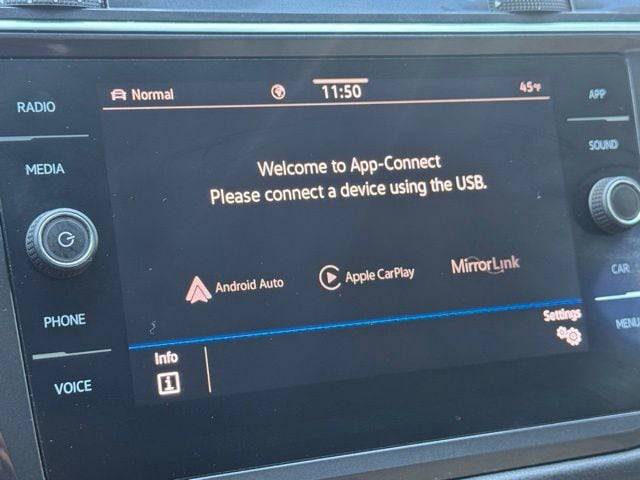 RADIO
MEDIA
PHONE
VOICE
Normal
11:50
45°F
Welcome to App-Connect
Please connect a device using the USB.
Android Auto
Apple CarPlay
MirrorLink
Settings
Info
i
APP
SOUND
CAR
MENU